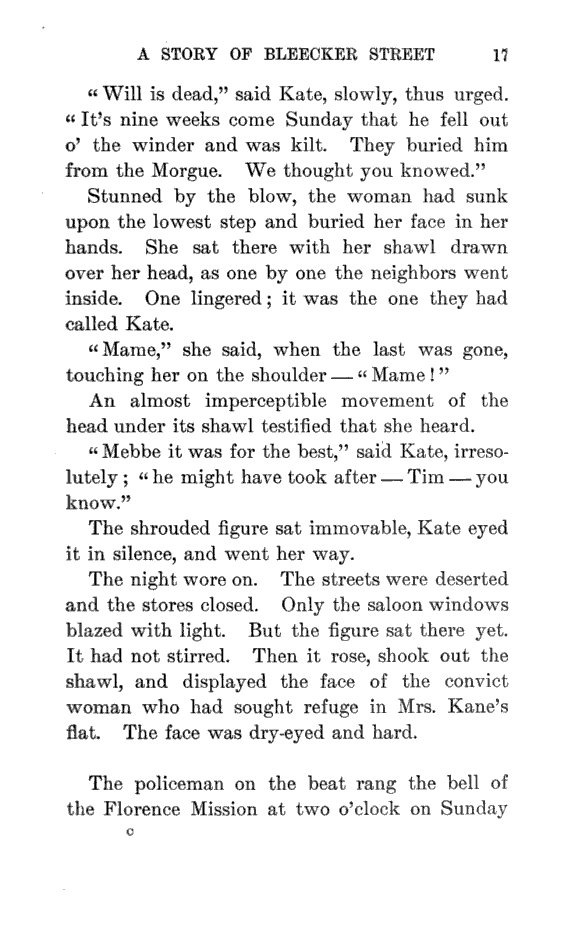 A STORY OF BLEECKER STREET 17
“Will is dead,” said Kate, slowly, thus urged.
“It’s nine weeks come Sunday that he fell out
o’ the winder and was kilt. They buried him
from the Morgue. We thought you knowed.”
Stunned by the blow, the woman had sunk
upon the lowest step and buried her face in her
hands. She sat there with her shawl drawn
over her head, as one by one the neighbors went
inside. One lingered; it was the one they had
called Kate.
“Mame,” she said, when the last was gone,
touching her on the shoulder — “Mame!”
An almost imperceptible movement of the
head under its shawl testified that she heard.
“Mebbe it was for the best,” said Kate, irreso-
lutely; “he might have took after — Tim — you
know.”
The shrouded figure sat immovable, Kate eyed
it in silence, and went her way.
The night wore on. The streets were deserted
and the stores closed. Only the saloon windows
blazed with light. But the figure sat there yet.
It had not stirred. Then it rose, shook out the
shawl, and displayed the face of the convict
woman who had sought refuge in Mrs. Kane’s
flat. The face was dry-eyed and hard.
The policeman on the beat rang the bell of
the Florence Mission at two o’clock on Sunday
c